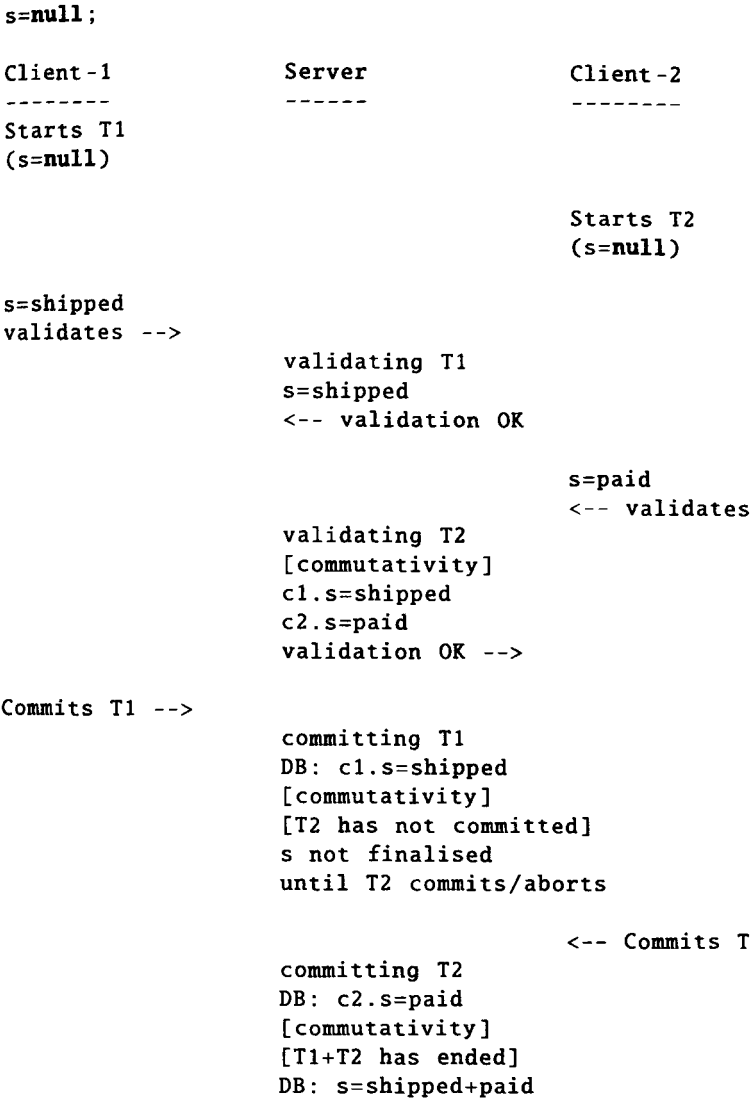 s=null;
Client-1 Server Client-2
-------- ------ --------
Starts T1
(s=null)
Starts T2
(s=null)
s=shipped
validates -->
validating T1
s=shipped
<-- validation OK
s=paid
<-- validates
validating T2
[commutativity]
c1.s=shipped
c2.s=paid
validation OK -->
Commits T1 -->
committing T1
DB: c1.s=shipped
[commutativity]
[T2 has not committed]
s not finalised
until T2 commits/aborts
<-- Commits T
committing T2
DB: c2.s=paid
[commutativity]
[T1+T2 has ended]
DB: s=shipped+paid